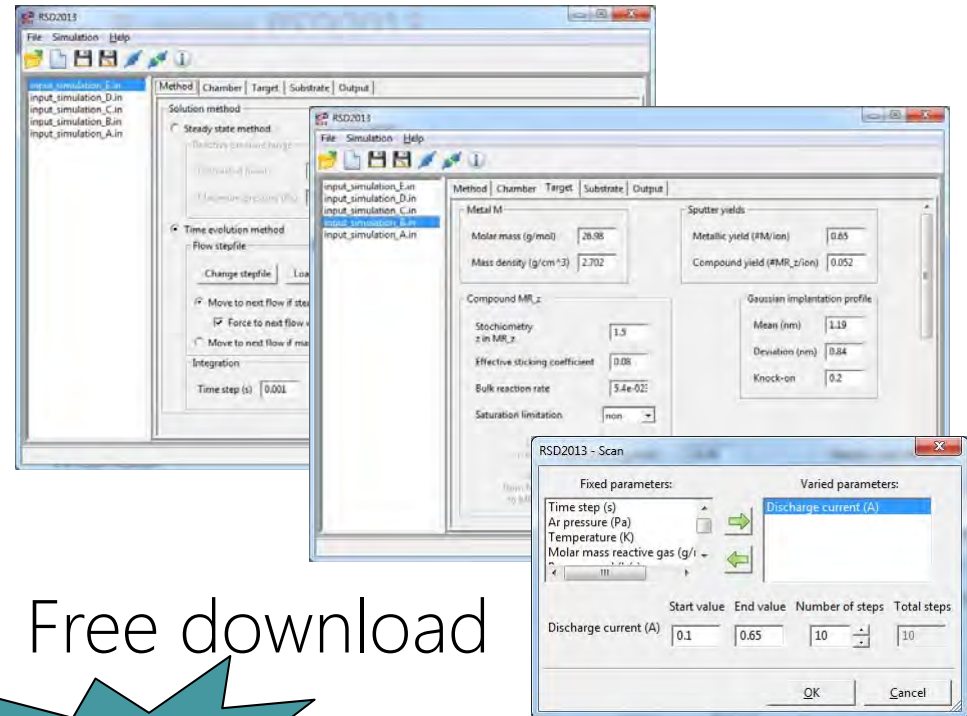 RSD2013
File Simulation Help
input_simulation_E.in
input_simulation_D.in
input_simulation_C.in
input_simulation_B.in
input_simulation_A.in
Method Chamber Target Substrate Output
Solution method
Steady state method
Time evolution method
Flow stepfile
Change stepfile Loa
Move to next flow if stea
Force to next flow
Move to next flow if ma
Integration
Time step (s) 0.001
RSD2013
File Simulation Help
input_simulation_E.in
input_simulation_D.in
input_simulation_C.in
input_simulation_B.in
input_simulation_A.in
Method Chamber Target Substrate Output
Metal M
Molar mass (g/mol) 26.98
Mass density (g/cm^3) 2.702
Sputter yields
Metallic yield (#M/ion) 0.65
Compound yield (#MR_z/ion) 0.052
Compound MR_z
Stochiometry
z in MR_z 1.5
Effective sticking coefficient 0.08
Bulk reaction rate 5.4e-023
Saturation limitation non
Gaussian implantation profile
Mean (nm) 1.19
Deviation (nm) 0.84
Knock-on 0.2
RSD2013 - Scan
Fixed parameters:
Time step (s)
Ar pressure (Pa)
Temperature (K)
Molar mass reactive gas (g/
Varied parameters:
Discharge current (A)
Start value End value Number of steps Total steps
Discharge current (A) 0.1 0.65 10 10
OK Cancel
Free download